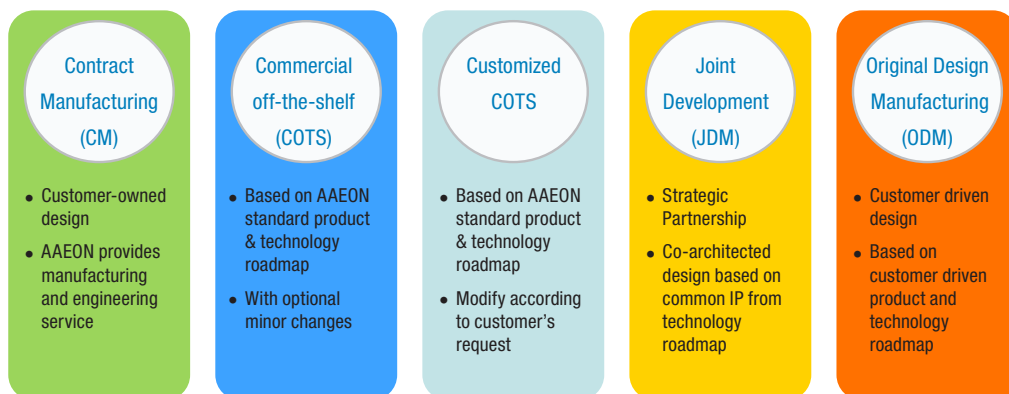 Contract
Manufacturing
(CM)
• Customer-owned
design
• AAEON provides
manufacturing
and engineering
service
Commercial
off-the-shelf
(COTS)
• Based on AAEON
standard product
& technology
roadmap
• With optional
minor changes
Customized
COTS
• Based on AAEON
standard product
& technology
roadmap
• Modify according
to customer's
request
Joint
Development
(JDM)
• Strategic
Partnership
• Co-architected
design based on
common IP from
technology
roadmap
Original Design
Manufacturing
(ODM)
• Customer driven
design
• Based on
customer driven
product and
technology
roadmap